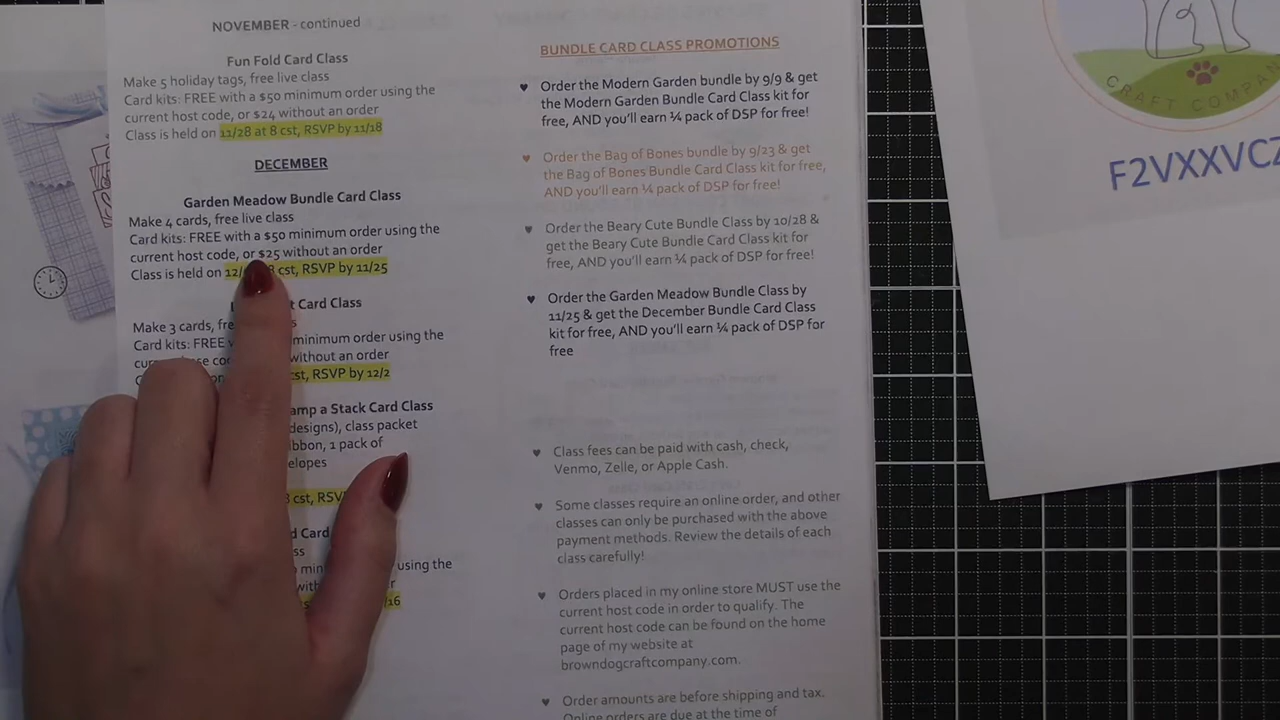 NOVEMBER - continued
Fun Fold Card Class
Make 5 holiday tags, free live class
Card kits: FREE with a $50 minimum order using the
current host code, or $24 without an order
Class is held on 11/28 at 8 cst, RSVP by 11/18
DECEMBER
Garden Meadow Bundle Card Class
Make 4 cards, free live class
Card kits: FREE with a $50 minimum order using the
current host code, or $25 without an order
Class is held on 12/ cst, RSVP by 11/25
Card Class
Make 3 cards, fre
Card kits: FREE minimum order using the
without an order
cst, RSVP by 12/2
amp a Stack Card Class
designs), class packet
ibbon, 1 pack of
elopes
cst, RSV
d Card
ss
using the
with
16
BUNDLE CARD CLASS PROMOTIONS
♥ Order the Modern Garden bundle by 9/9 & get
the Modern Garden Bundle Card Class kit for
free, AND you'll earn ¼ pack of DSP for free!
♥ Order the Bag of Bones bundle by 9/23 & get
the Bag of Bones Bundle Card Class kit for free,
AND you'll earn ¼ pack of DSP for free!
♥ Order the Beary Cute Bundle Class by 10/28 &
get the Beary Cute Bundle Card Class kit for
free, AND you'll earn ¼ pack of DSP for free!
♥ Order the Garden Meadow Bundle Class by
11/25 & get the December Bundle Card Class
kit for free, AND you'll earn ¼ pack of DSP for
free
♥ Class fees can be paid with cash, check,
Venmo, Zelle, or Apple Cash.
♥ Some classes require an online order, and other
classes can only be purchased with the above
payment methods. Review the details of each
class carefully!
♥ Orders placed in my online store MUST use the
current host code in order to qualify. The
current host code can be found on the home
page of my website at
browndogcraftcompany.com.
♥ Order amounts are before shipping and tax.
Online orders are due at the time of
CRAFT COMPAN
F2VXXVCZ